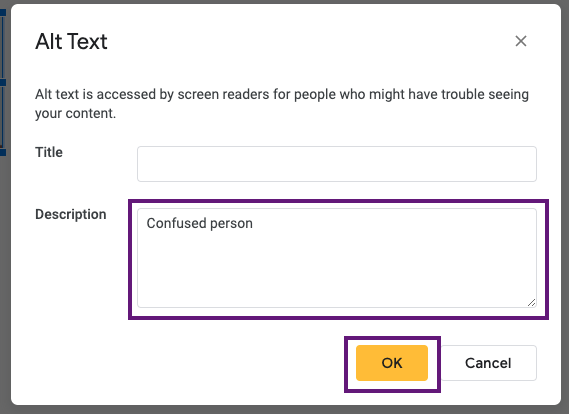 Alt Text
Alt text is accessed by screen readers for people who might have trouble seeing
your content.
Title
Description
Confused person
OK
Cancel